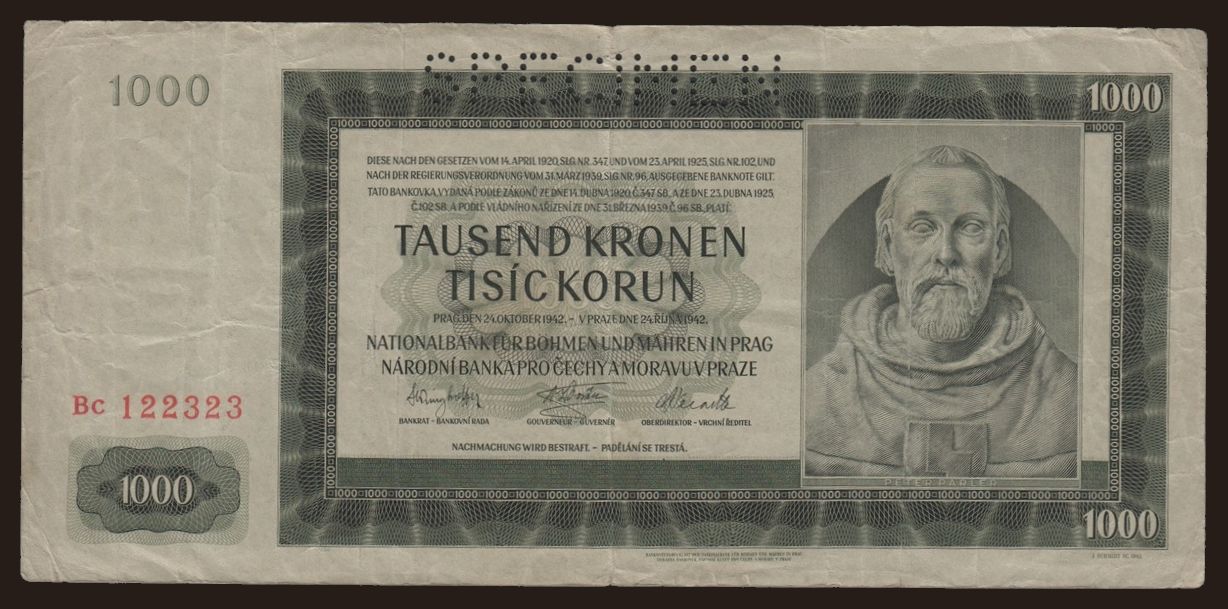 SPECIMEN
1000
1000
DIESE NACH DEN GESETZEN VOM 14. APRIL 1920, SLG. NR. 347, UND VOM 23. APRIL 1925, SLG. NR. 102, UND
NACH DER REGIERUNGSVERORDNUNG VOM 31. MÄRZ 1939, SLG. NR. 96, AUSGEGEBENE BANKNOTE GILT.
TATO BANKOVKA, VYDANÁ PODLE ZÁKONŮ ZE DNE 14. DUBNA 1920, Č. 347 SB., A ZE DNE 23. DUBNA 1925,
Č. 102 SB., A PODLE VLÁDNÍHO NAŘÍZENÍ ZE DNE 31. BŘEZNA 1939, Č. 96 SB., PLATÍ:
TAUSEND KRONEN
TISÍC KORUN
PRAG, DEN 24. OKTOBER 1942. – V PRAZE DNE 24. ŘÍJNA 1942.
NATIONALBANK FÜR BÖHMEN UND MÄHREN IN PRAG
NÁRODNÍ BANKA PRO ČECHY A MORAVU V PRAZE
BANKRAT – BANKOVNÍ RADA GOUVERNEUR – GUVERNÉR OBERDIREKTOR – VRCHNÍ ŘEDITEL
NACHMACHUNG WIRD BESTRAFT. – PADĚLÁNÍ SE TRESTÁ.
PETER PARLER
Bc 122323
1000
1000